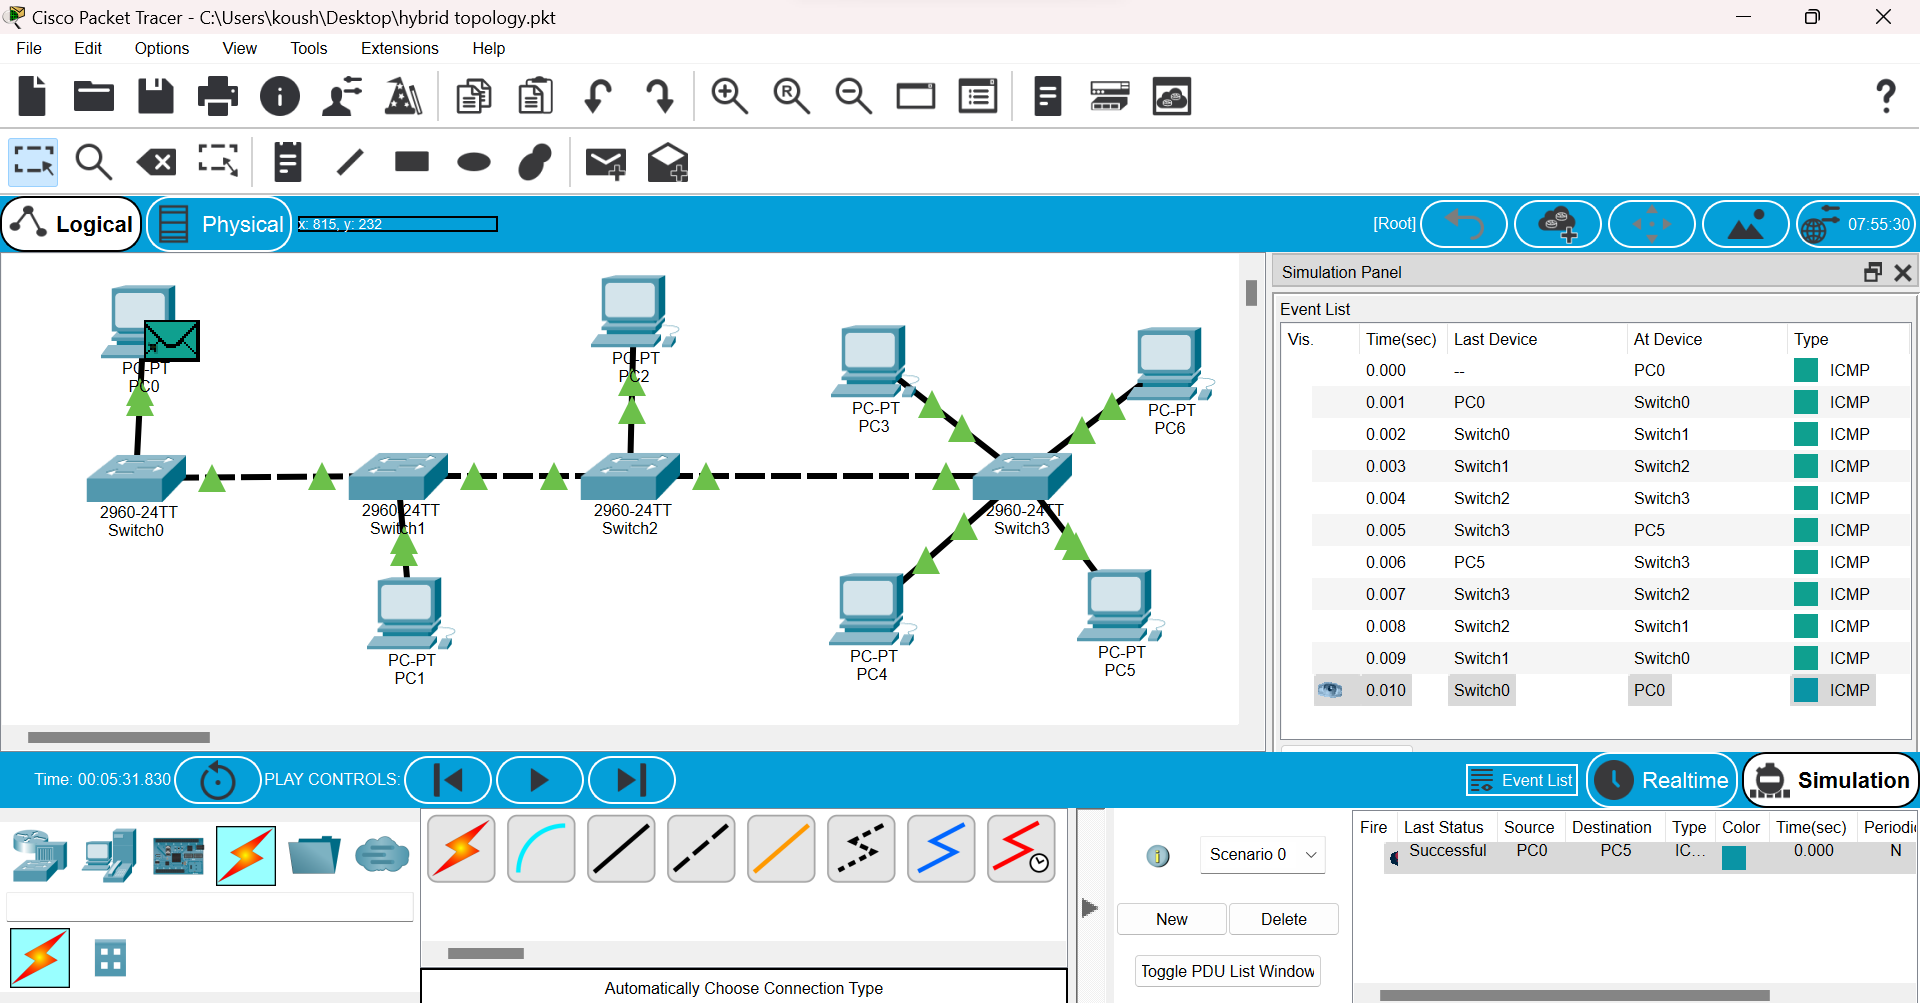 Cisco Packet Tracer - C:\Users\koush\Desktop\hybrid topology.pkt
File Edit Options View Tools Extensions Help
Logical Physical x: 815, y: 232 [Root] 07:55:30
PC-PT
PC0
PC-PT
PC2
PC-PT
PC3
PC-PT
PC6
2960-24TT
Switch0
2960-24TT
Switch1
2960-24TT
Switch2
2960-24TT
Switch3
PC-PT
PC1
PC-PT
PC4
PC-PT
PC5
Simulation Panel
Event List
Vis. Time(sec) Last Device At Device Type
0.000 -- PC0 ICMP
0.001 PC0 Switch0 ICMP
0.002 Switch0 Switch1 ICMP
0.003 Switch1 Switch2 ICMP
0.004 Switch2 Switch3 ICMP
0.005 Switch3 PC5 ICMP
0.006 PC5 Switch3 ICMP
0.007 Switch3 Switch2 ICMP
0.008 Switch2 Switch1 ICMP
0.009 Switch1 Switch0 ICMP
0.010 Switch0 PC0 ICMP
Time: 00:05:31.830 PLAY CONTROLS: Event List Realtime Simulation
Scenario 0
New Delete
Toggle PDU List Window
Automatically Choose Connection Type
Fire Last Status Source Destination Type Color Time(sec) Periodi
Successful PC0 PC5 IC... 0.000 N